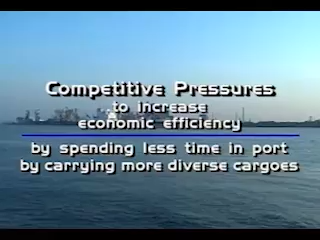 Competitive Pressures
to increase
economic efficiency
by spending less time in port
by carrying more diverse cargoes